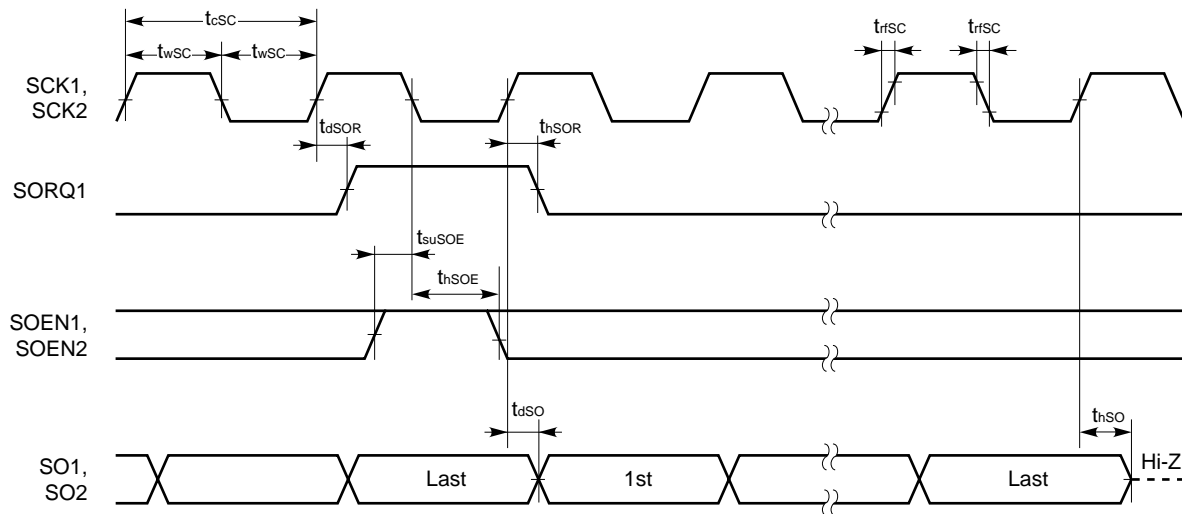 tcSC
twSC twSC
trfSC trfSC
SCK1,
SCK2
tdSOR thSOR
SORQ1
tsuSOE
thSOE
SOEN1,
SOEN2
tdSO
thSO
SO1,
SO2
Last 1st Last Hi-Z